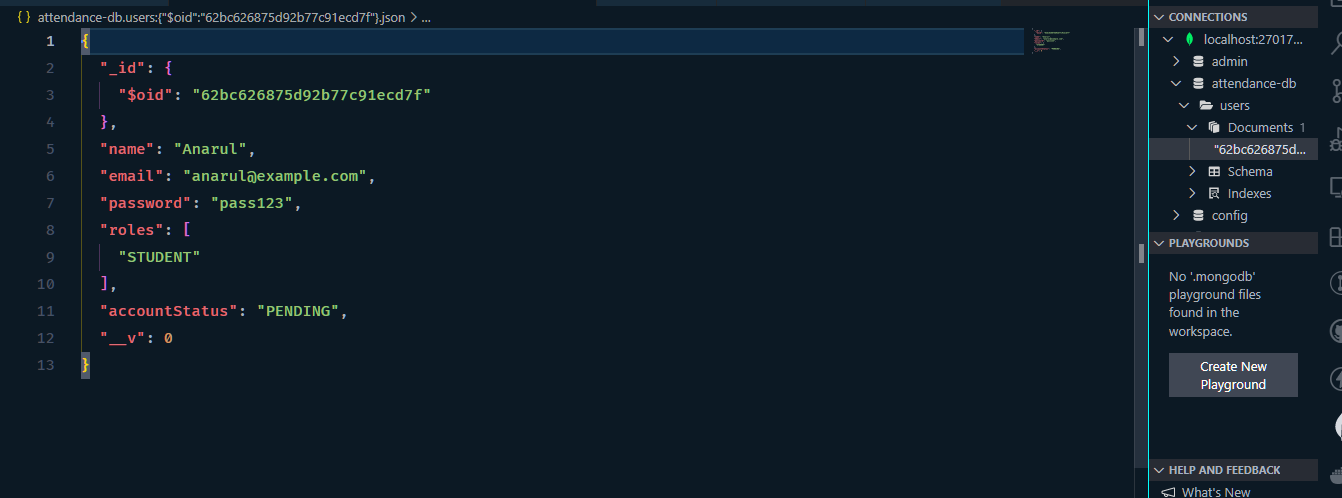 { } attendance-db.users:{"$oid":"62bc626875d92b77c91ecd7f"}.json > ...
1 {
2 "_id": {
3 "$oid": "62bc626875d92b77c91ecd7f"
4 },
5 "name": "Anarul",
6 "email": "anarul@example.com",
7 "password": "pass123",
8 "roles": [
9 "STUDENT"
10 ],
11 "accountStatus": "PENDING",
12 "__v": 0
13 }
CONNECTIONS
localhost:27017...
admin
attendance-db
users
Documents 1
"62bc626875d...
Schema
Indexes
config
PLAYGROUNDS
No '.mongodb'
playground files
found in the
workspace.
Create New
Playground
HELP AND FEEDBACK
What's New